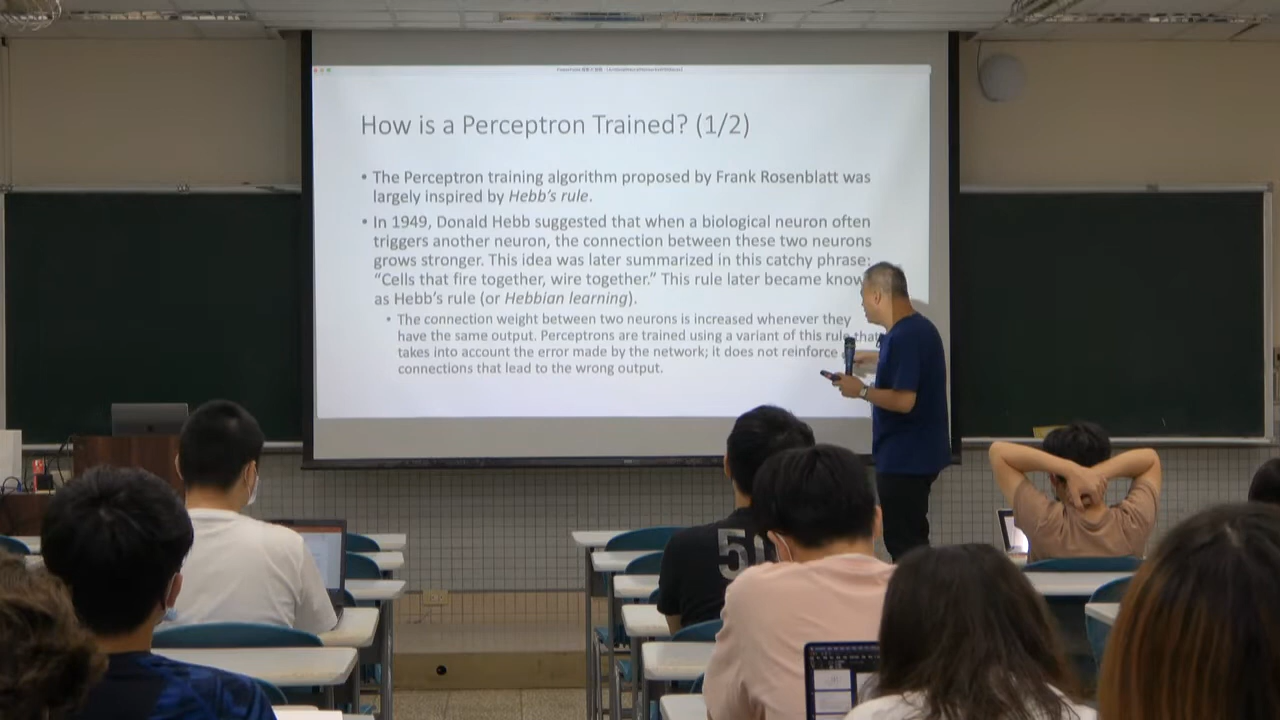 How is a Perceptron Trained? (1/2)
• The Perceptron training algorithm proposed by Frank Rosenblatt was
largely inspired by Hebb's rule.
• In 1949, Donald Hebb suggested that when a biological neuron often
triggers another neuron, the connection between these two neurons
grows stronger. This idea was later summarized in this catchy phrase:
“Cells that fire together, wire together.” This rule later became know
as Hebb's rule (or Hebbian learning).
• The connection weight between two neurons is increased whenever they
have the same output. Perceptrons are trained using a variant of this rule that
takes into account the error made by the network; it does not reinforce
connections that lead to the wrong output.
50